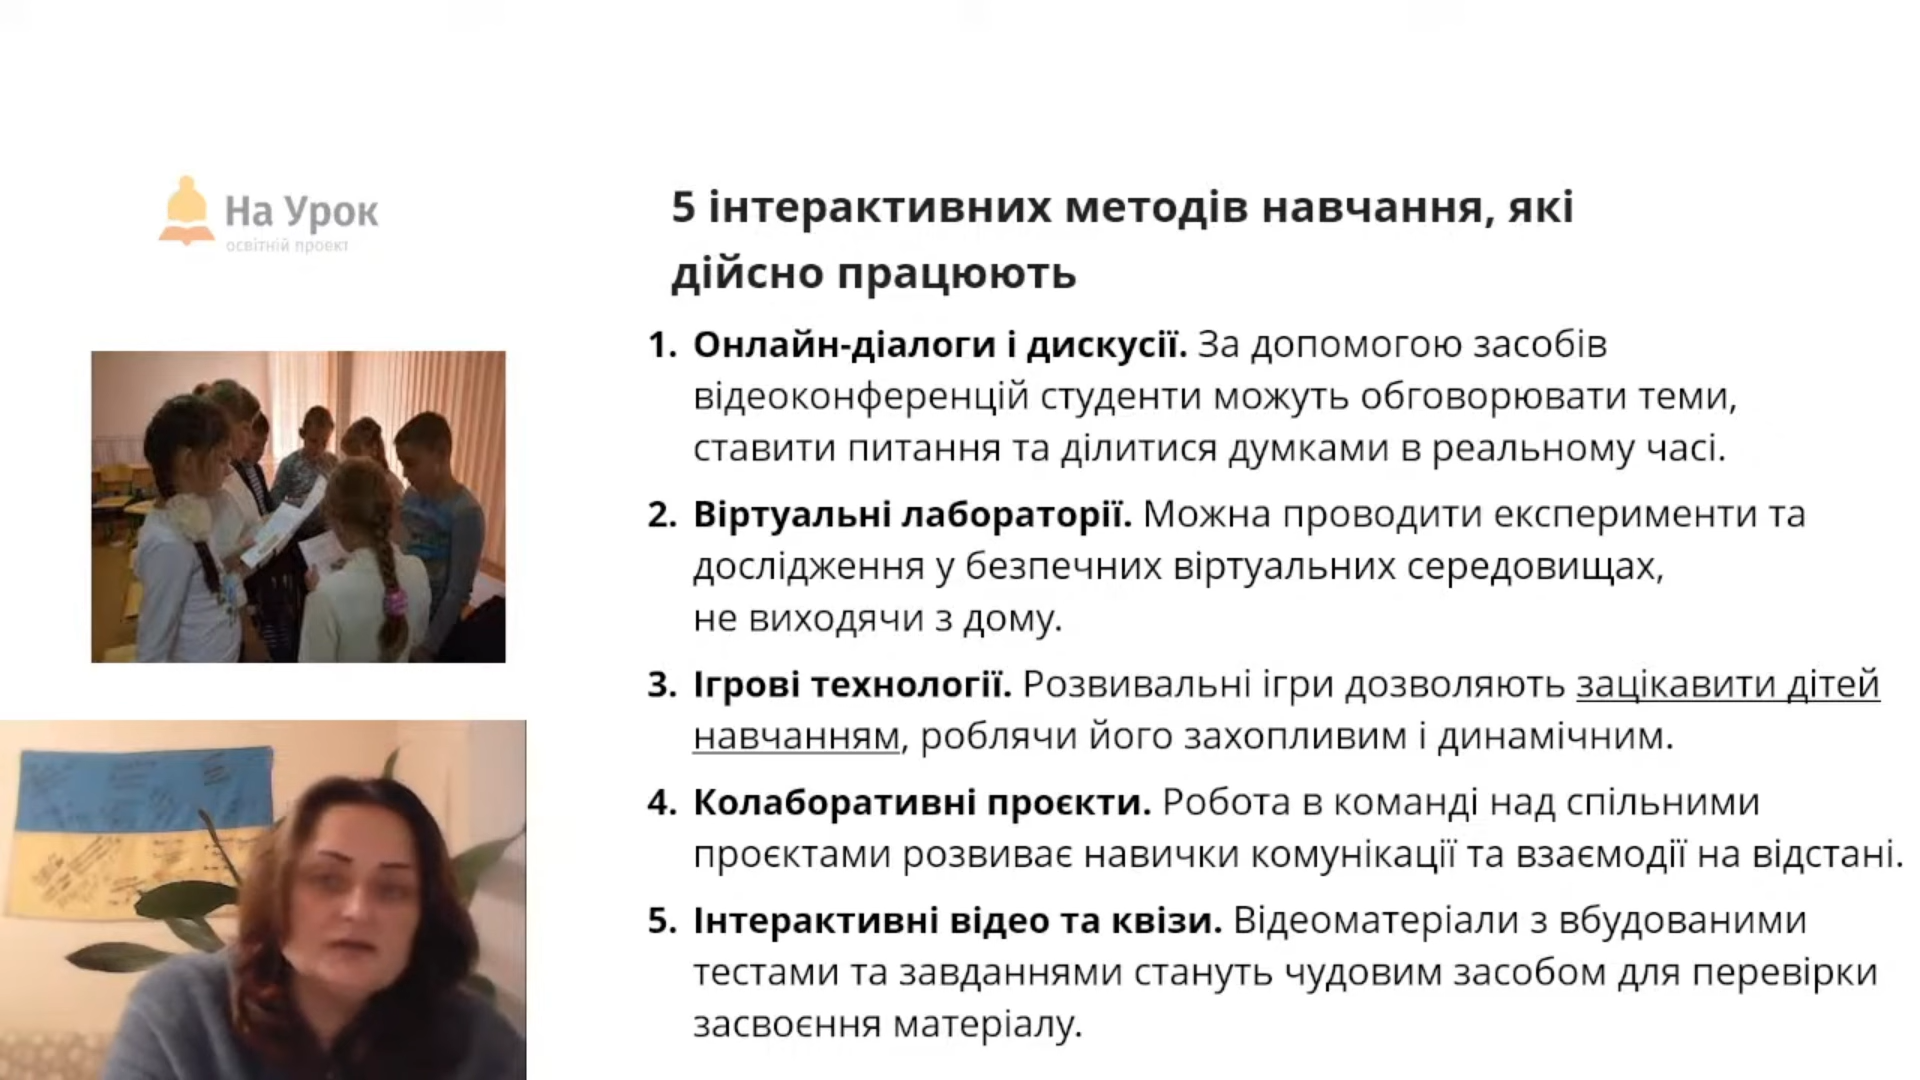 На Урок
освітній проект
5 інтерактивних методів навчання, які
дійсно працюють
1. Онлайн-діалоги і дискусії. За допомогою засобів
відеоконференцій студенти можуть обговорювати теми,
ставити питання та ділитися думками в реальному часі.
2. Віртуальні лабораторії. Можна проводити експерименти та
дослідження у безпечних віртуальних середовищах,
не виходячи з дому.
3. Ігрові технології. Розвивальні ігри дозволяють зацікавити дітей
навчанням, роблячи його захопливим і динамічним.
4. Колаборативні проєкти. Робота в команді над спільними
проєктами розвиває навички комунікації та взаємодії на відстані.
5. Інтерактивні відео та квізи. Відеоматеріали з вбудованими
тестами та завданнями стануть чудовим засобом для перевірки
засвоєння матеріалу.